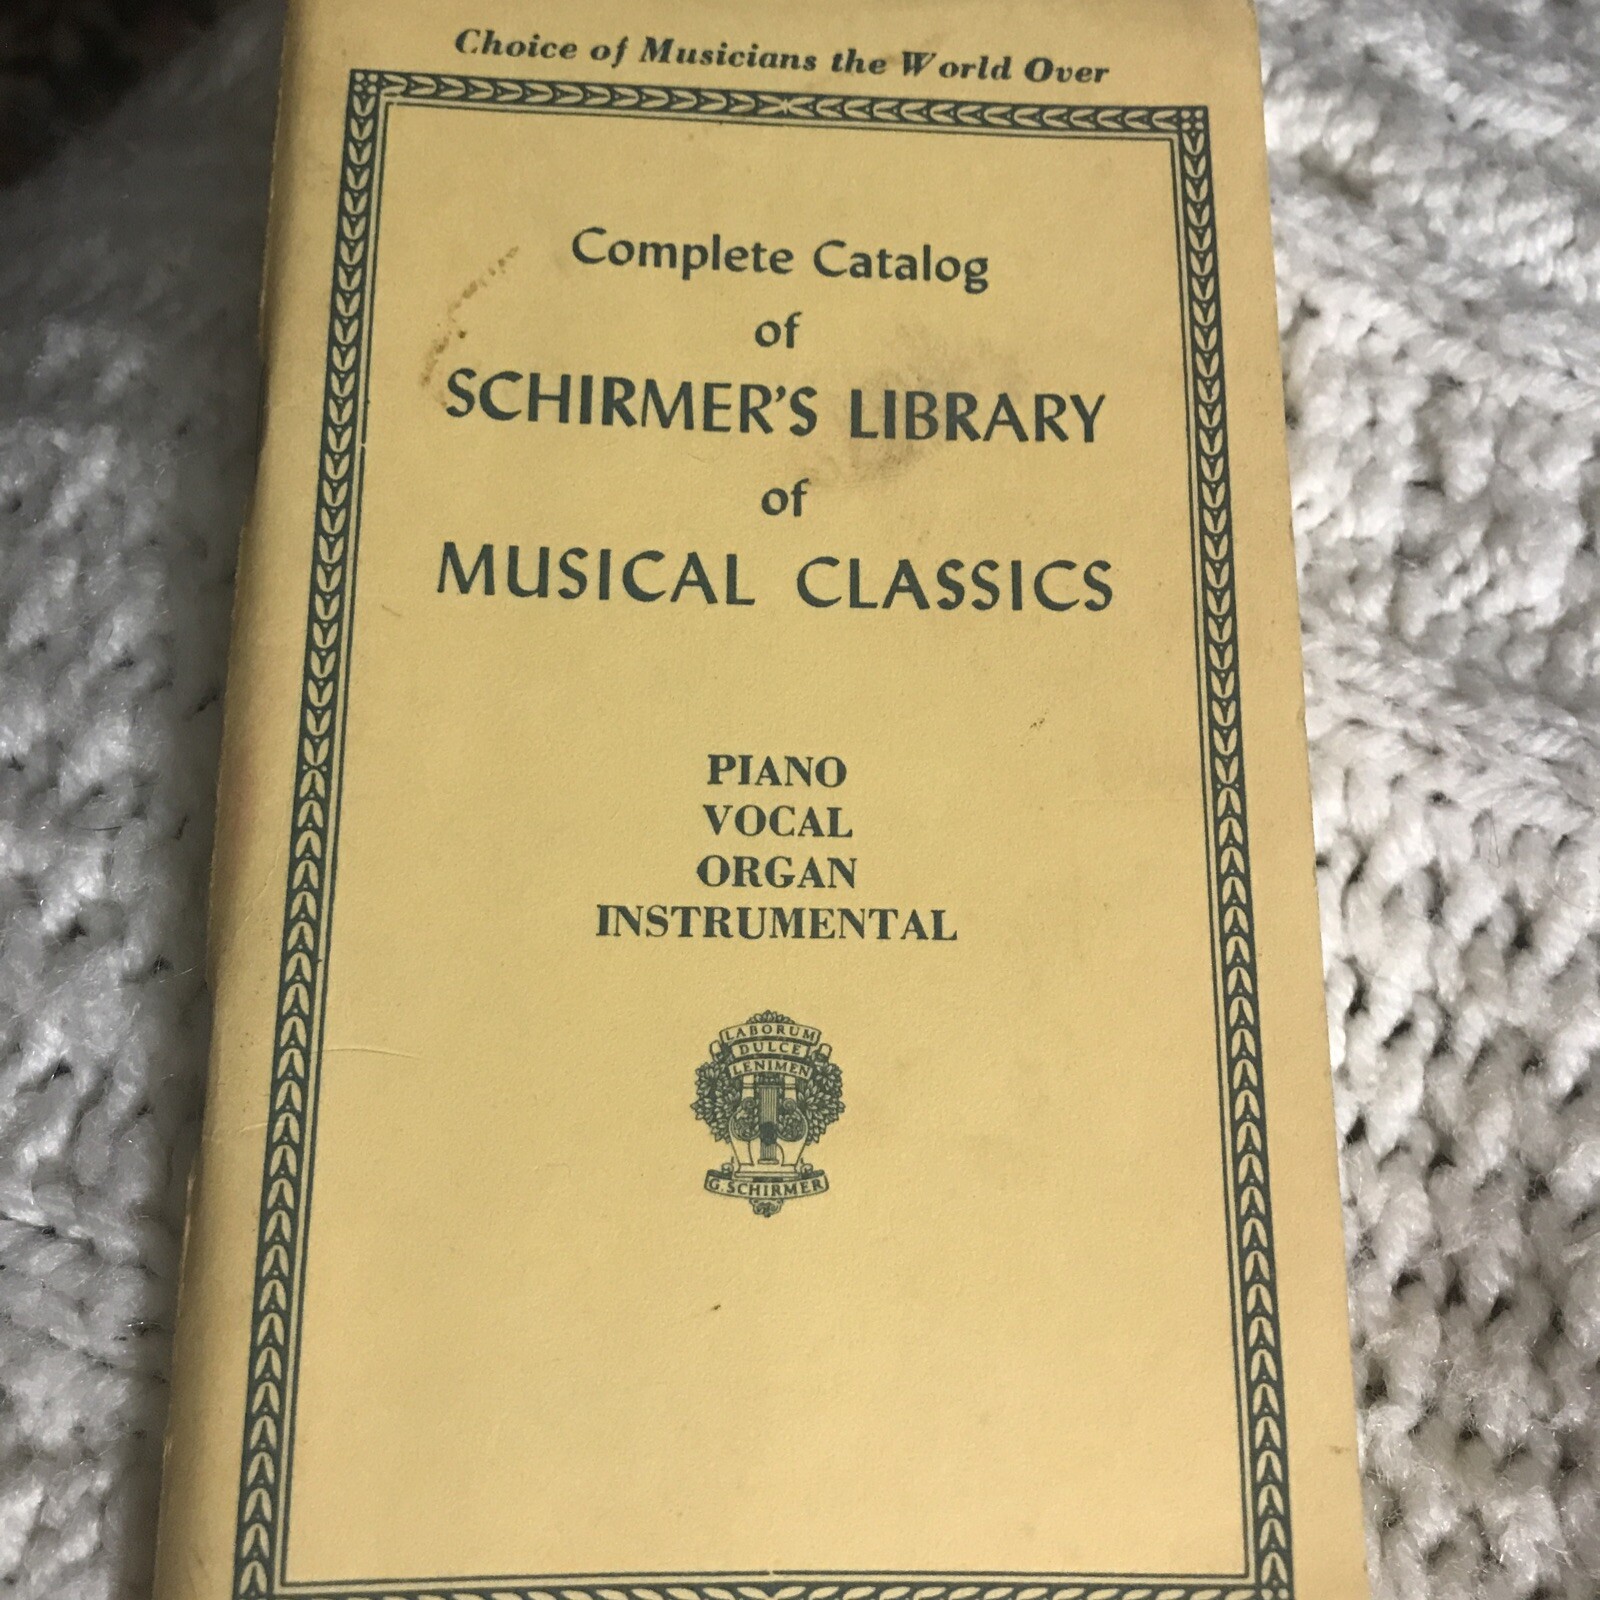 Choice of Musicians the World Over
Complete Catalog
of
SCHIRMER'S LIBRARY
of
MUSICAL CLASSICS
PIANO
VOCAL
ORGAN
INSTRUMENTAL
LABORUM
DULCE
LENIMEN
G. SCHIRMER